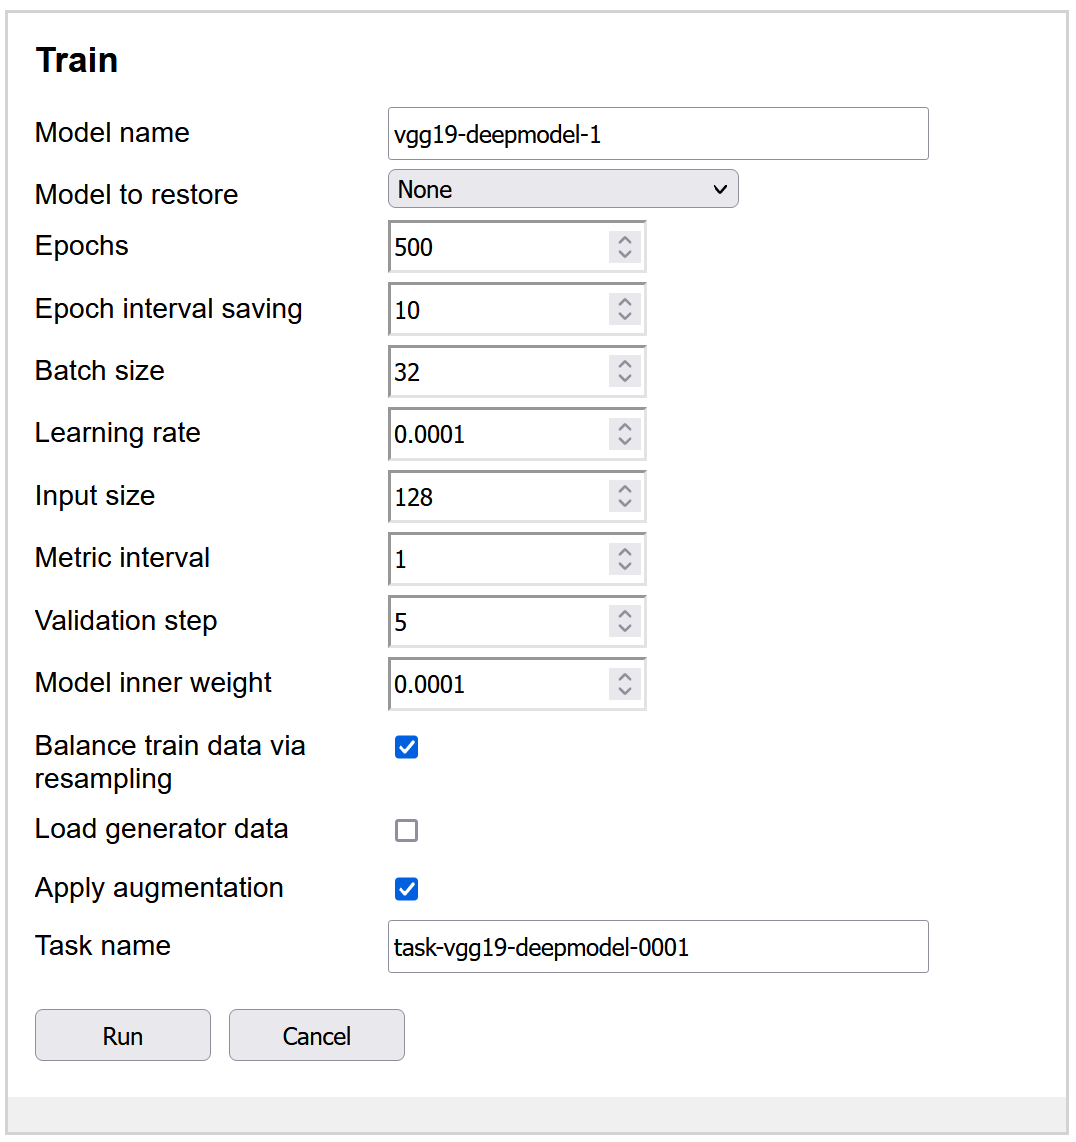 Train
Model name vgg19-deepmodel-1
Model to restore None
Epochs 500
Epoch interval saving 10
Batch size 32
Learning rate 0.0001
Input size 128
Metric interval 1
Validation step 5
Model inner weight 0.0001
Balance train data via
resampling
Load generator data
Apply augmentation
Task name task-vgg19-deepmodel-0001
Run Cancel